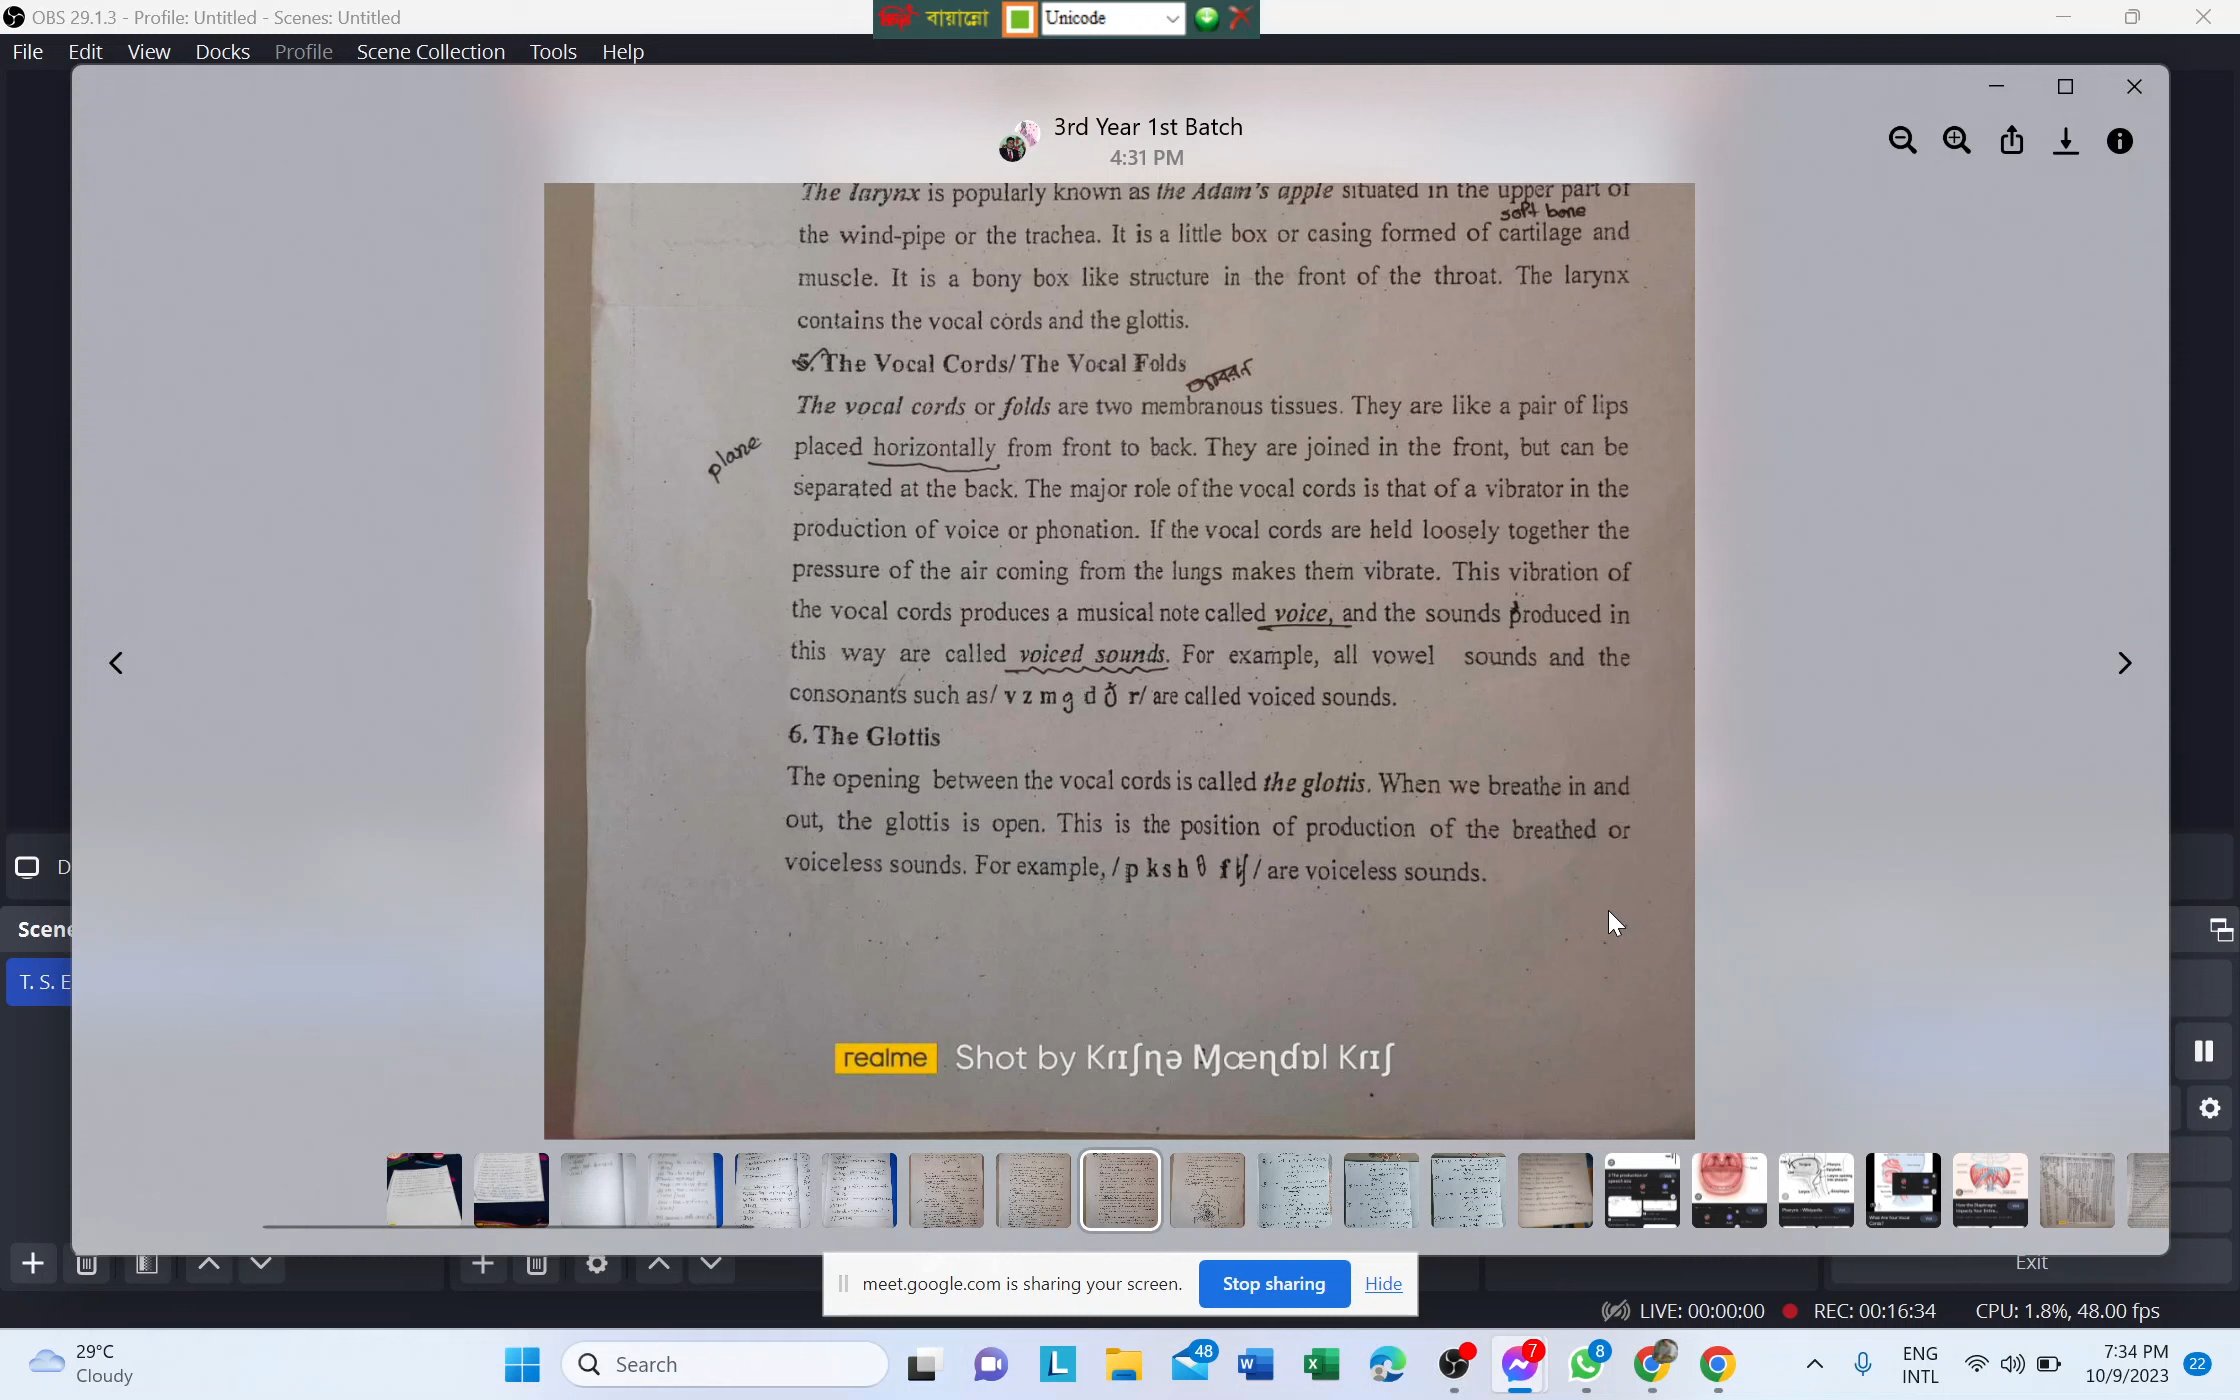 OBS 29.1.3 - Profile: Untitled - Scenes: Untitled
বায়ান্নো Unicode
File Edit View Docks Profile Scene Collection Tools Help
3rd Year 1st Batch
4:31 PM
The larynx is popularly known as the Adam's apple situated in the upper part of
soft bone
the wind-pipe or the trachea. It is a little box or casing formed of cartilage and
muscle. It is a bony box like structure in the front of the throat. The larynx
contains the vocal cords and the glottis.
5. The Vocal Cords/ The Vocal Folds
The vocal cords or folds are two membranous tissues. They are like a pair of lips
plane
placed horizontally from front to back. They are joined in the front, but can be
separated at the back. The major role of the vocal cords is that of a vibrator in the
production of voice or phonation. If the vocal cords are held loosely together the
pressure of the air coming from the lungs makes them vibrate. This vibration of
the vocal cords produces a musical note called voice, and the sounds produced in
this way are called voiced sounds. For example, all vowel sounds and the
consonants such as/ v z m g d ð r/ are called voiced sounds.
6. The Glottis
The opening between the vocal cords is called the glottis. When we breathe in and
out, the glottis is open. This is the position of production of the breathed or
voiceless sounds. For example, / p k s h θ f tʃ / are voiceless sounds.
realme Shot by Krɪʃɳə Ɱæɳɖɒl Krɪʃ
D
Scene
T. S. E
Exit
meet.google.com is sharing your screen. Stop sharing Hide
LIVE: 00:00:00 REC: 00:16:34 CPU: 1.8%, 48.00 fps
29°C
Cloudy
Search
48
7
8
ENG
INTL
7:34 PM
10/9/2023
22